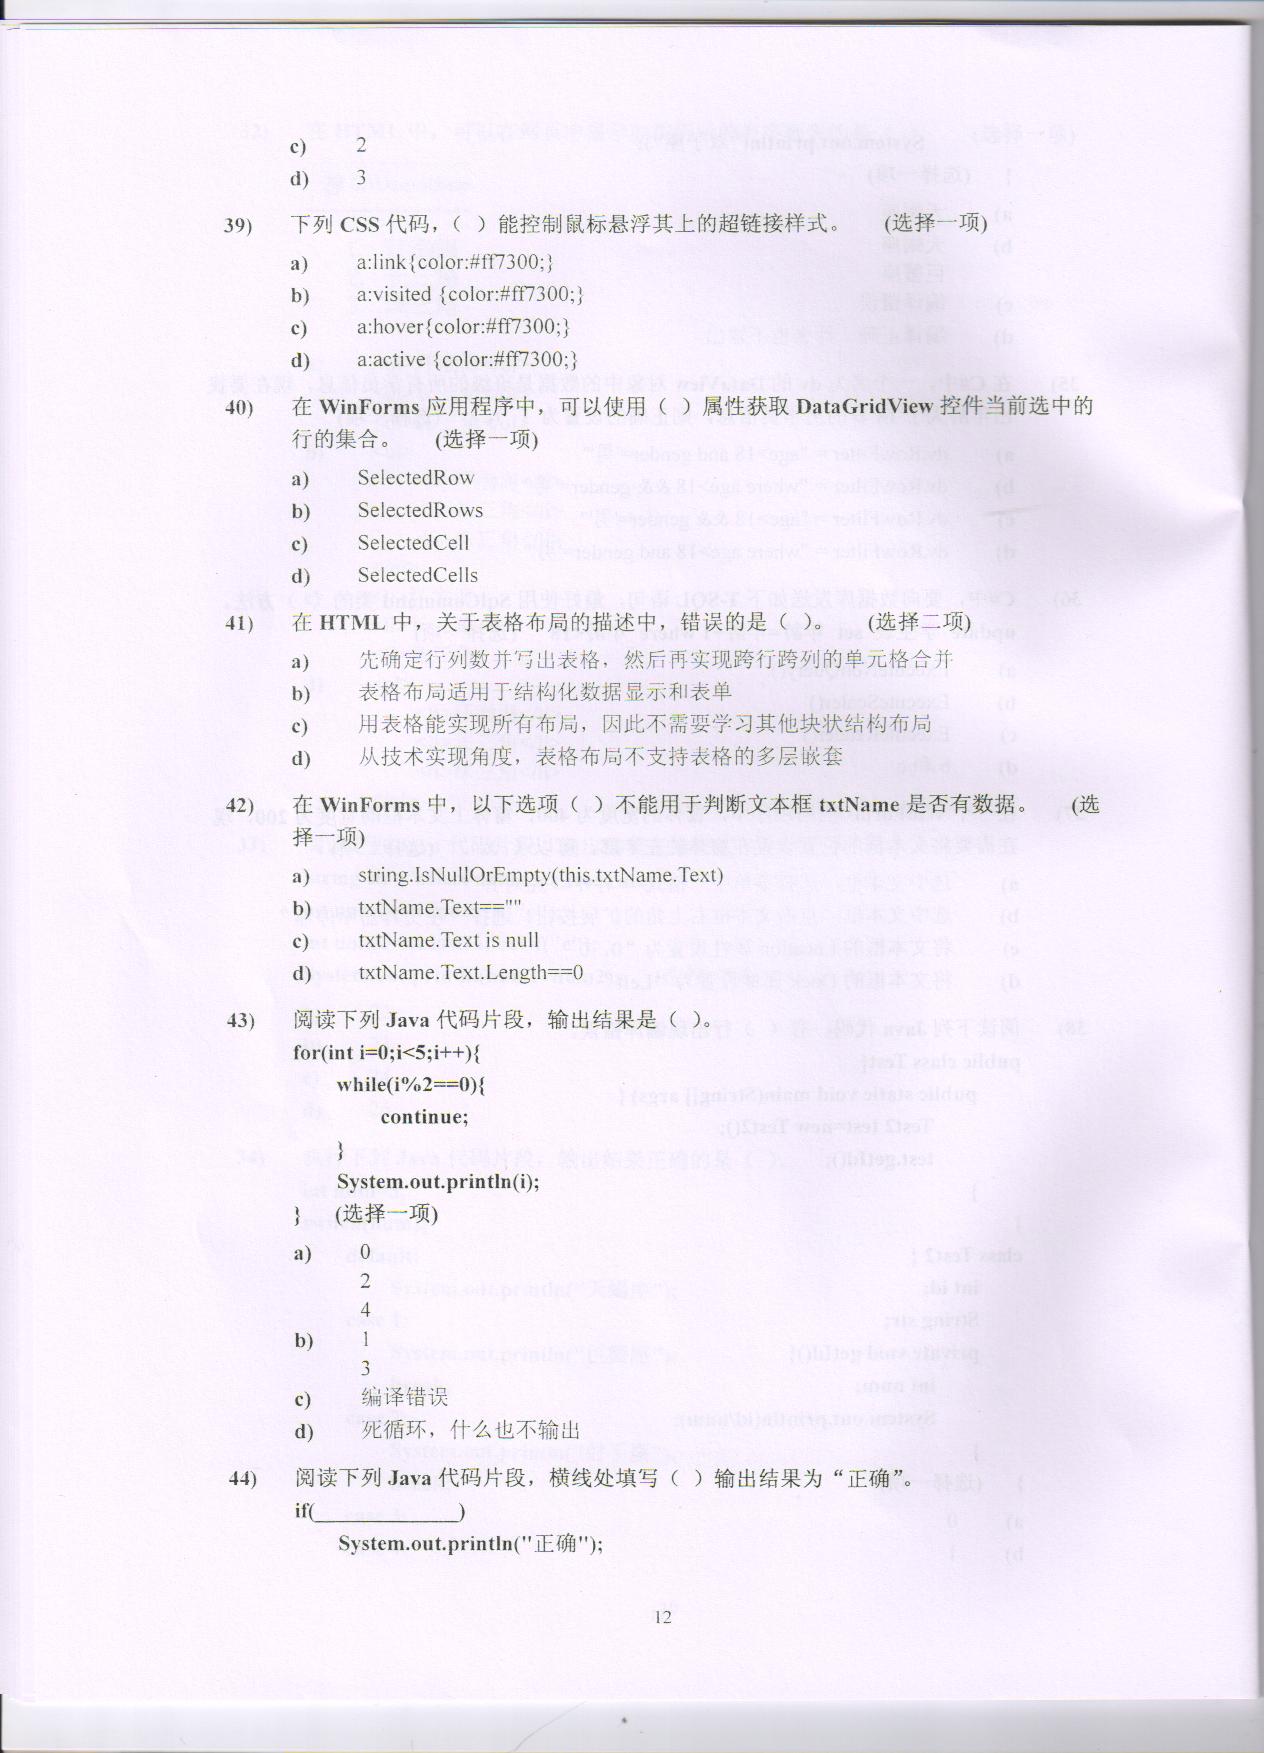 c) 2
d) 3
39) 下列 CSS 代码，（ ）能控制鼠标悬浮其上的超链接样式。 (选择一项)
a) a:link{color:#ff7300;}
b) a:visited {color:#ff7300;}
c) a:hover{color:#ff7300;}
d) a:active {color:#ff7300;}
40) 在 WinForms 应用程序中，可以使用（ ）属性获取 DataGridView 控件当前选中的
行的集合。 (选择一项)
a) SelectedRow
b) SelectedRows
c) SelectedCell
d) SelectedCells
41) 在 HTML 中，关于表格布局的描述中，错误的是（ ）。 (选择二项)
a) 先确定行列数并写出表格，然后再实现跨行跨列的单元格合并
b) 表格布局适用于结构化数据显示和表单
c) 用表格能实现所有布局，因此不需要学习其他块状结构布局
d) 从技术实现角度，表格布局不支持表格的多层嵌套
42) 在 WinForms 中，以下选项（ ）不能用于判断文本框 txtName 是否有数据。 (选
择一项)
a) string.IsNullOrEmpty(this.txtName.Text)
b) txtName.Text==""
c) txtName.Text is null
d) txtName.Text.Length==0
43) 阅读下列 Java 代码片段，输出结果是（ ）。
for(int i=0;i<5;i++){
while(i%2==0){
continue;
}
System.out.println(i);
} (选择一项)
a) 0
2
4
b) 1
3
c) 编译错误
d) 死循环，什么也不输出
44) 阅读下列 Java 代码片段，横线处填写（ ）输出结果为“正确”。
if(______________)
System.out.println("正确");
12